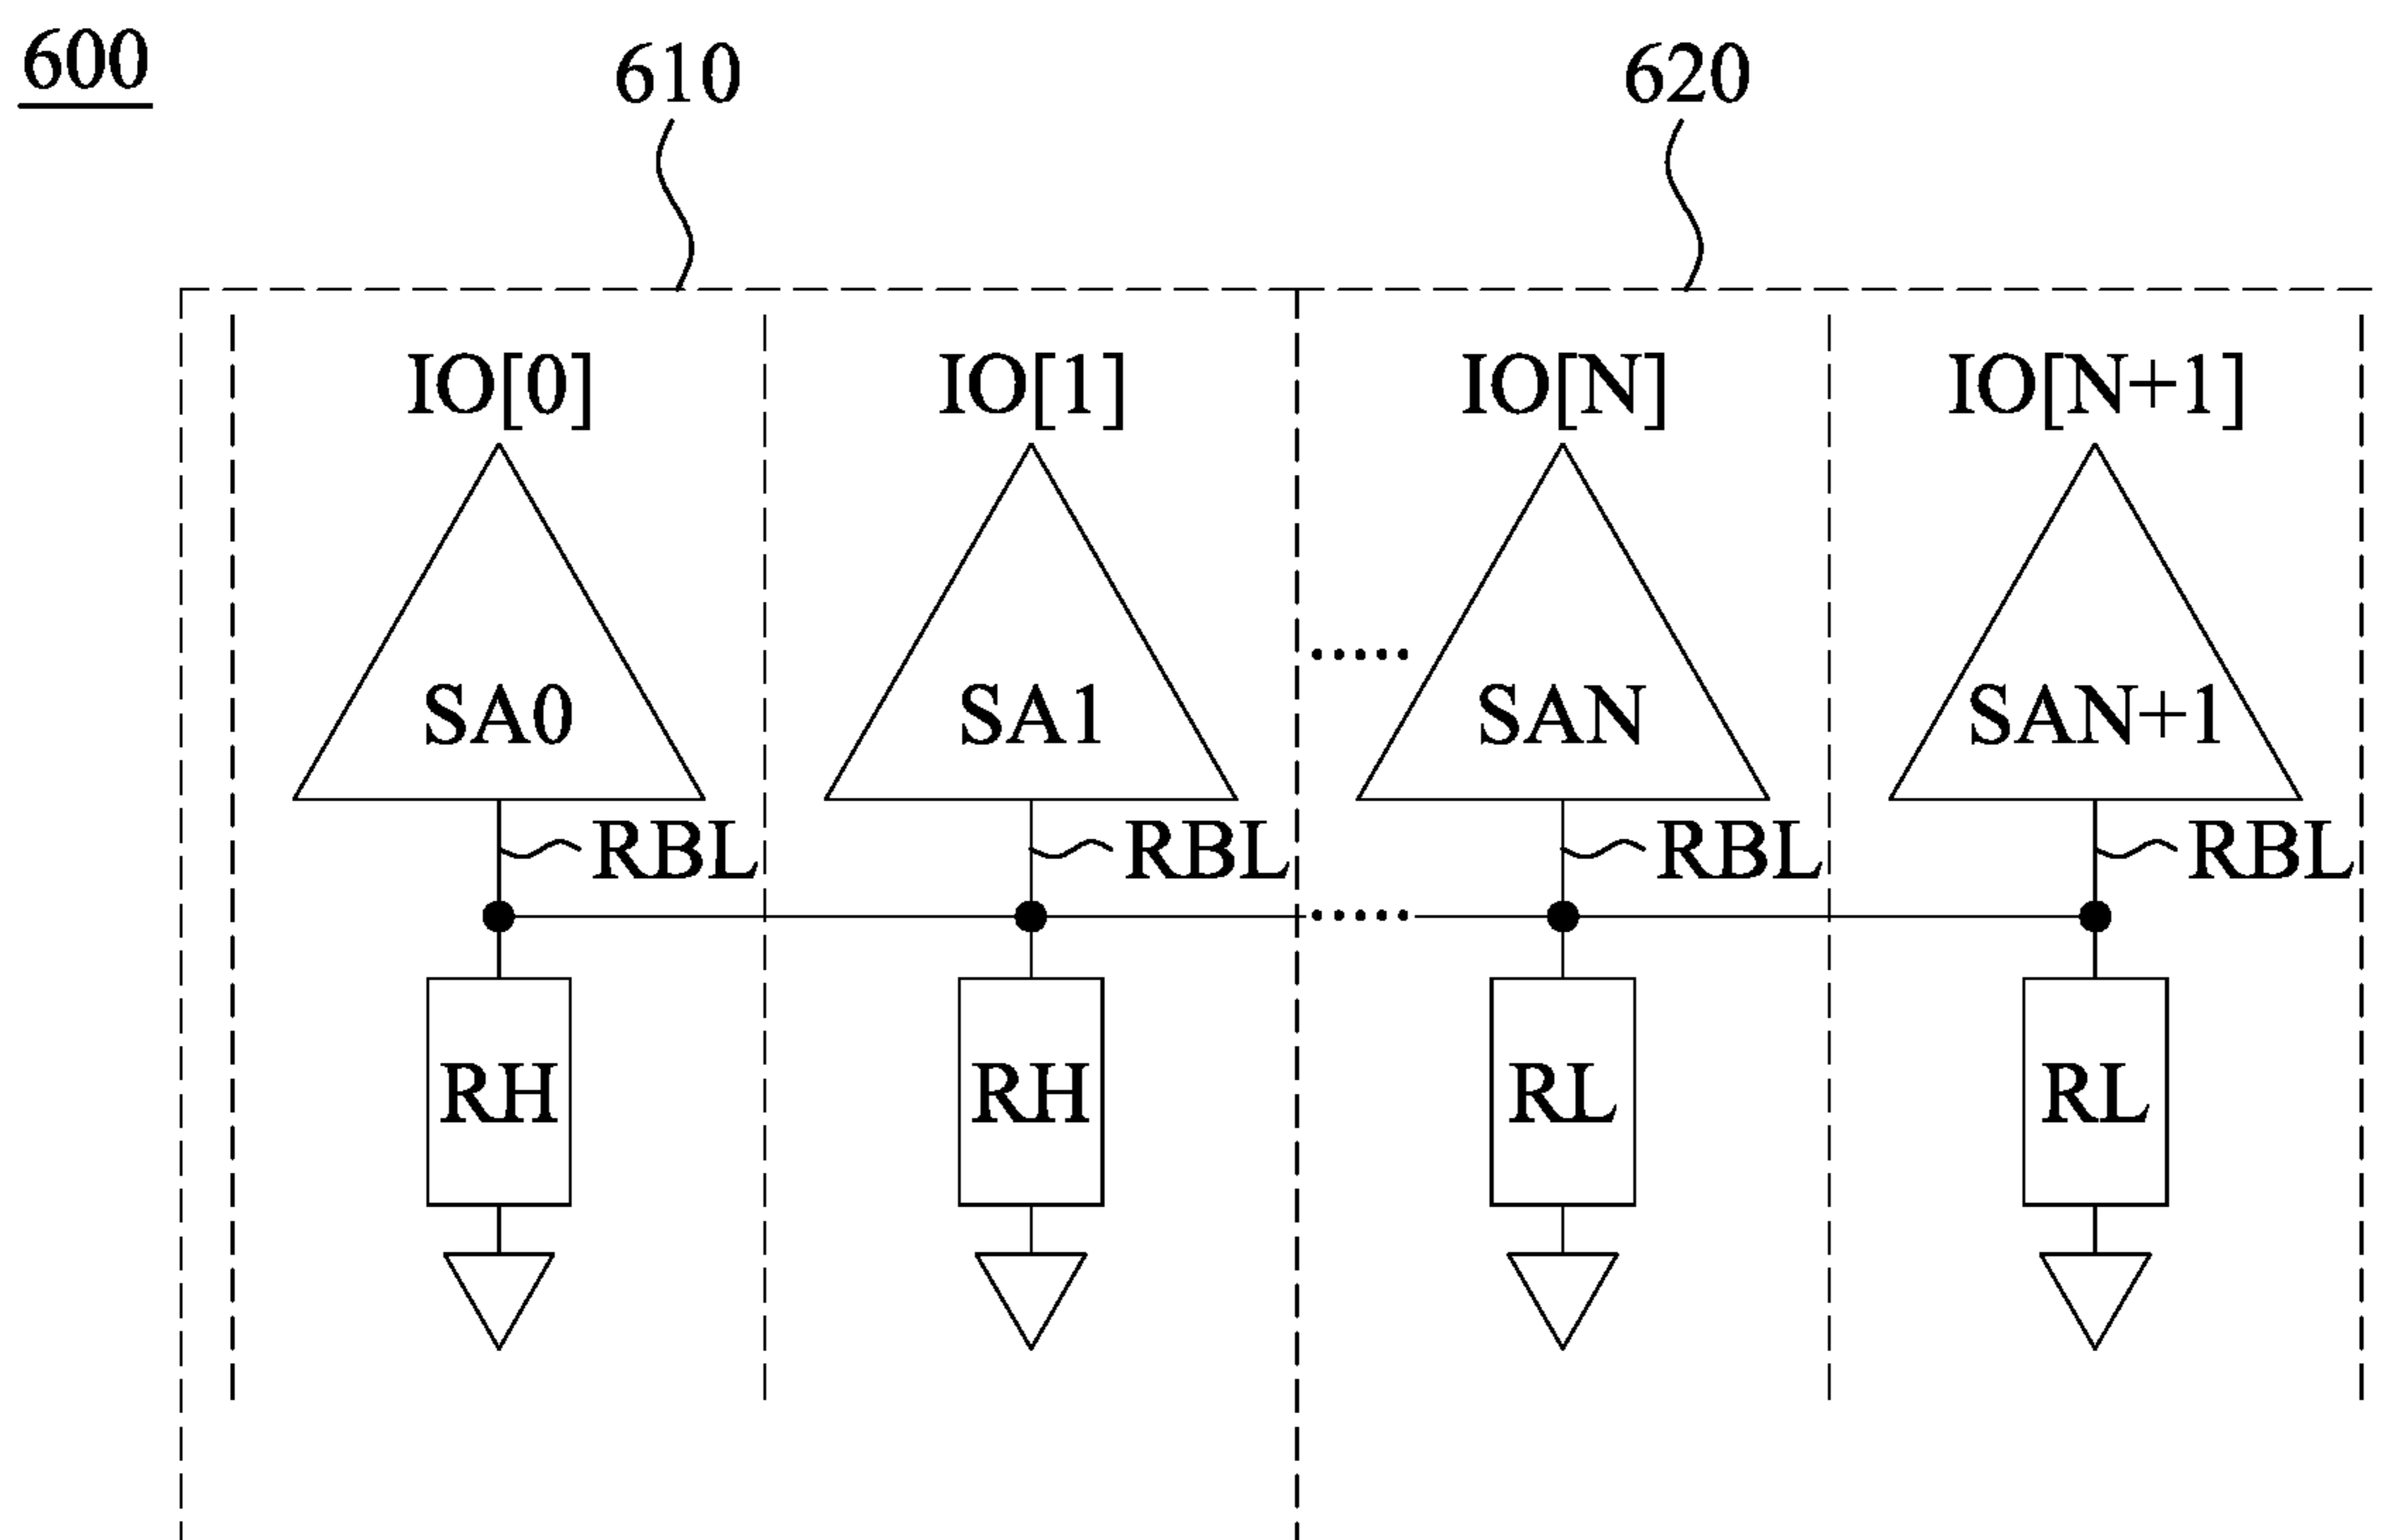 600
610
620
IO[0]
IO[1]
IO[N]
IO[N+1]
SA0
SA1
SAN
SAN+1
RBL
RBL
RBL
RBL
RH
RH
RL
RL